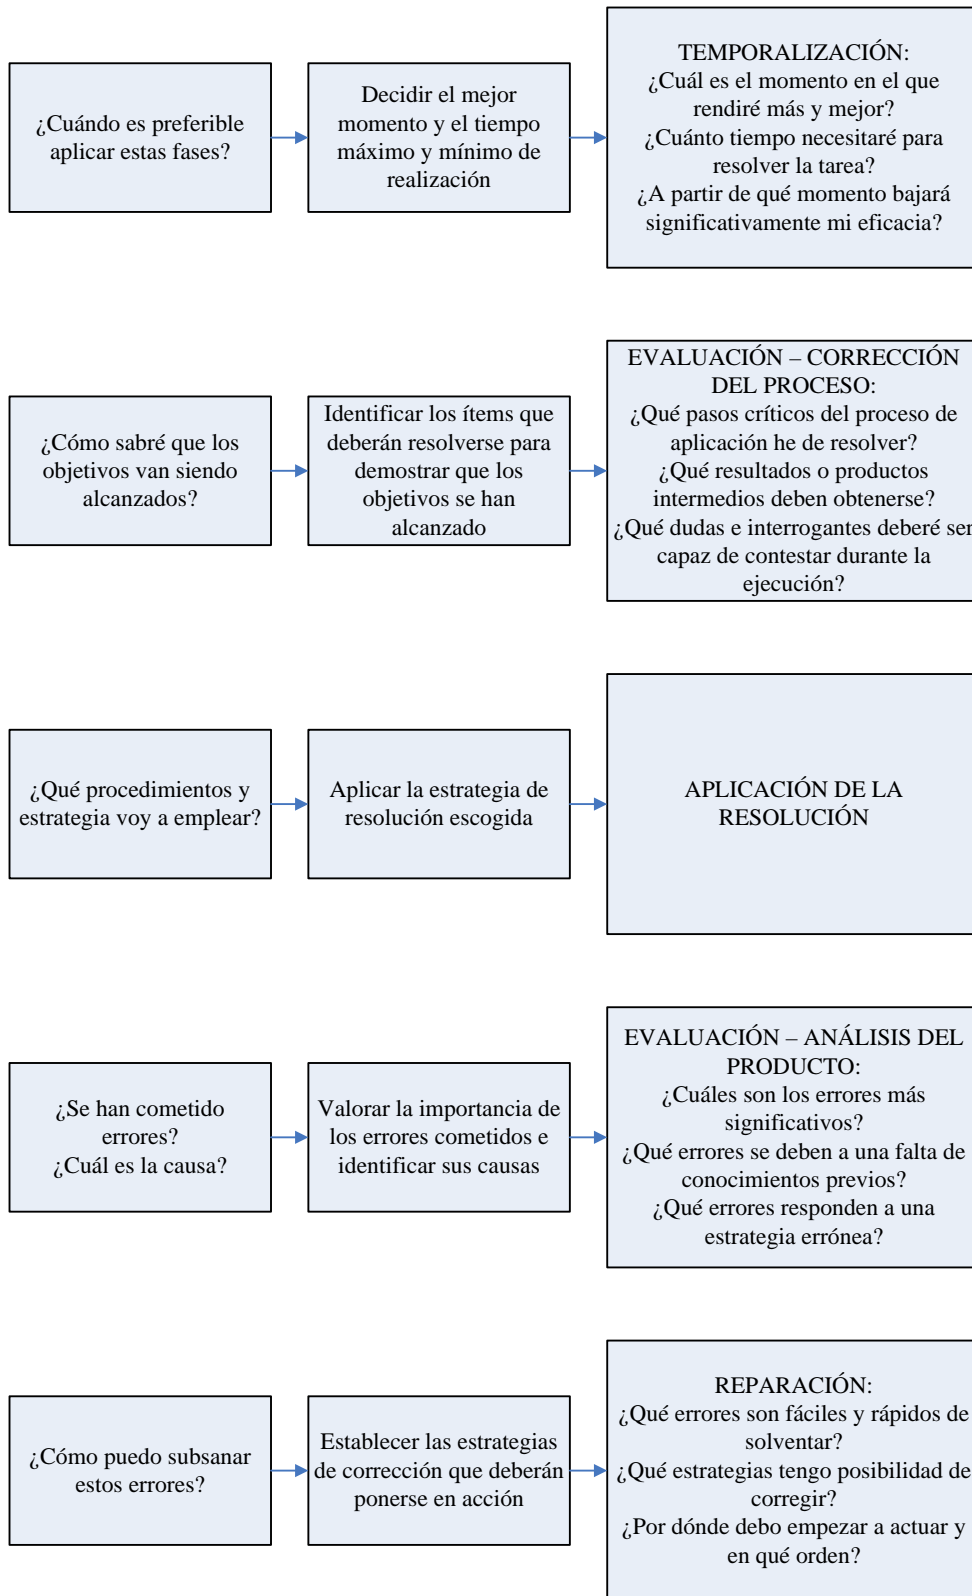 ¿Cuándo es preferible
aplicar estas fases?
Decidir el mejor
momento y el tiempo
máximo y mínimo de
realización
TEMPORALIZACIÓN:
¿Cuál es el momento en el que
rendiré más y mejor?
¿Cuánto tiempo necesitaré para
resolver la tarea?
¿A partir de qué momento bajará
significativamente mi eficacia?
¿Cómo sabré que los
objetivos van siendo
alcanzados?
Identificar los ítems que
deberán resolverse para
demostrar que los
objetivos se han
alcanzado
EVALUACIÓN – CORRECCIÓN
DEL PROCESO:
¿Qué pasos críticos del proceso de
aplicación he de resolver?
¿Qué resultados o productos
intermedios deben obtenerse?
¿Qué dudas e interrogantes deberé ser
capaz de contestar durante la
ejecución?
¿Qué procedimientos y
estrategia voy a emplear?
Aplicar la estrategia de
resolución escogida
APLICACIÓN DE LA
RESOLUCIÓN
¿Se han cometido
errores?
¿Cuál es la causa?
Valorar la importancia de
los errores cometidos e
identificar sus causas
EVALUACIÓN – ANÁLISIS DEL
PRODUCTO:
¿Cuáles son los errores más
significativos?
¿Qué errores se deben a una falta de
conocimientos previos?
¿Qué errores responden a una
estrategia errónea?
¿Cómo puedo subsanar
estos errores?
Establecer las estrategias
de corrección que deberán
ponerse en acción
REPARACIÓN:
¿Qué errores son fáciles y rápidos de
solventar?
¿Qué estrategias tengo posibilidad de
corregir?
¿Por dónde debo empezar a actuar y
en qué orden?